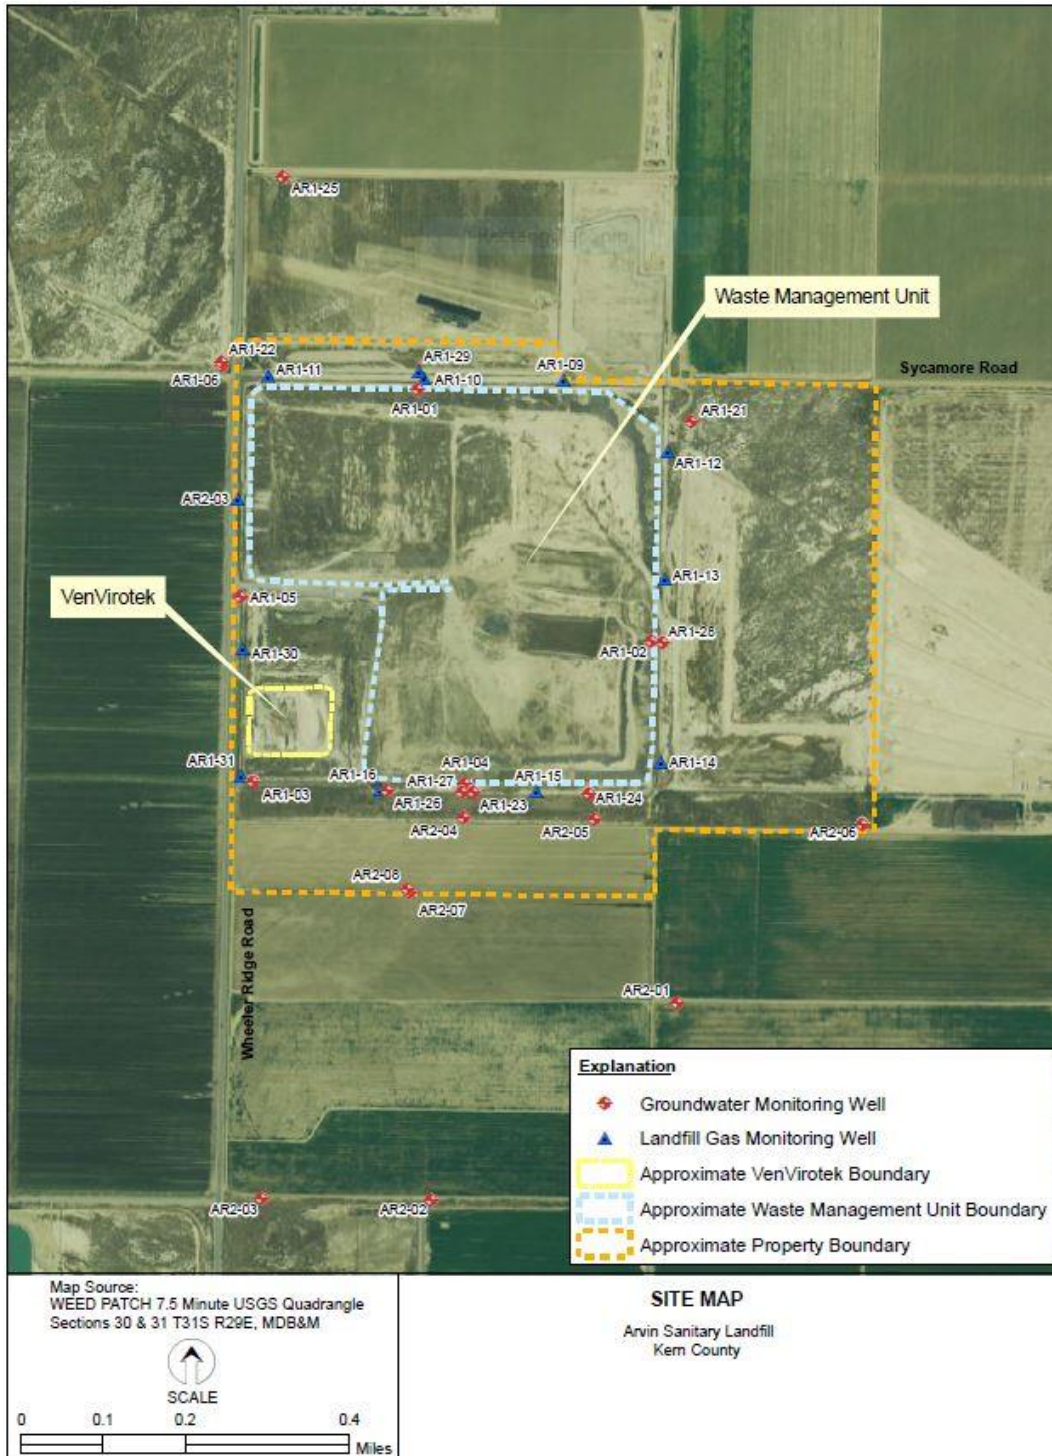 AR1-25
Waste Management Unit
AR1-22
AR1-29
AR1-09
AR1-06
AR1-11
AR1-10
Sycamore Road
AR1-01
AR1-21
AR1-12
AR2-03
AR1-13
VenVirotek
AR1-05
AR1-28
AR1-02
AR1-30
AR1-31
AR1-03
AR1-16
AR1-27
AR1-04
AR1-15
AR1-14
AR1-26
AR1-23
AR1-24
AR2-04
AR2-05
AR2-06
AR2-08
AR2-07
Wheeler Ridge Road
AR2-01
AR2-03
AR2-02
Explanation
Groundwater Monitoring Well
Landfill Gas Monitoring Well
Approximate VenVirotek Boundary
Approximate Waste Management Unit Boundary
Approximate Property Boundary
Map Source:
WEED PATCH 7.5 Minute USGS Quadrangle
Sections 30 & 31 T31S R29E, MDB&M
SCALE
0 0.1 0.2 0.4
Miles
SITE MAP
Arvin Sanitary Landfill
Kern County